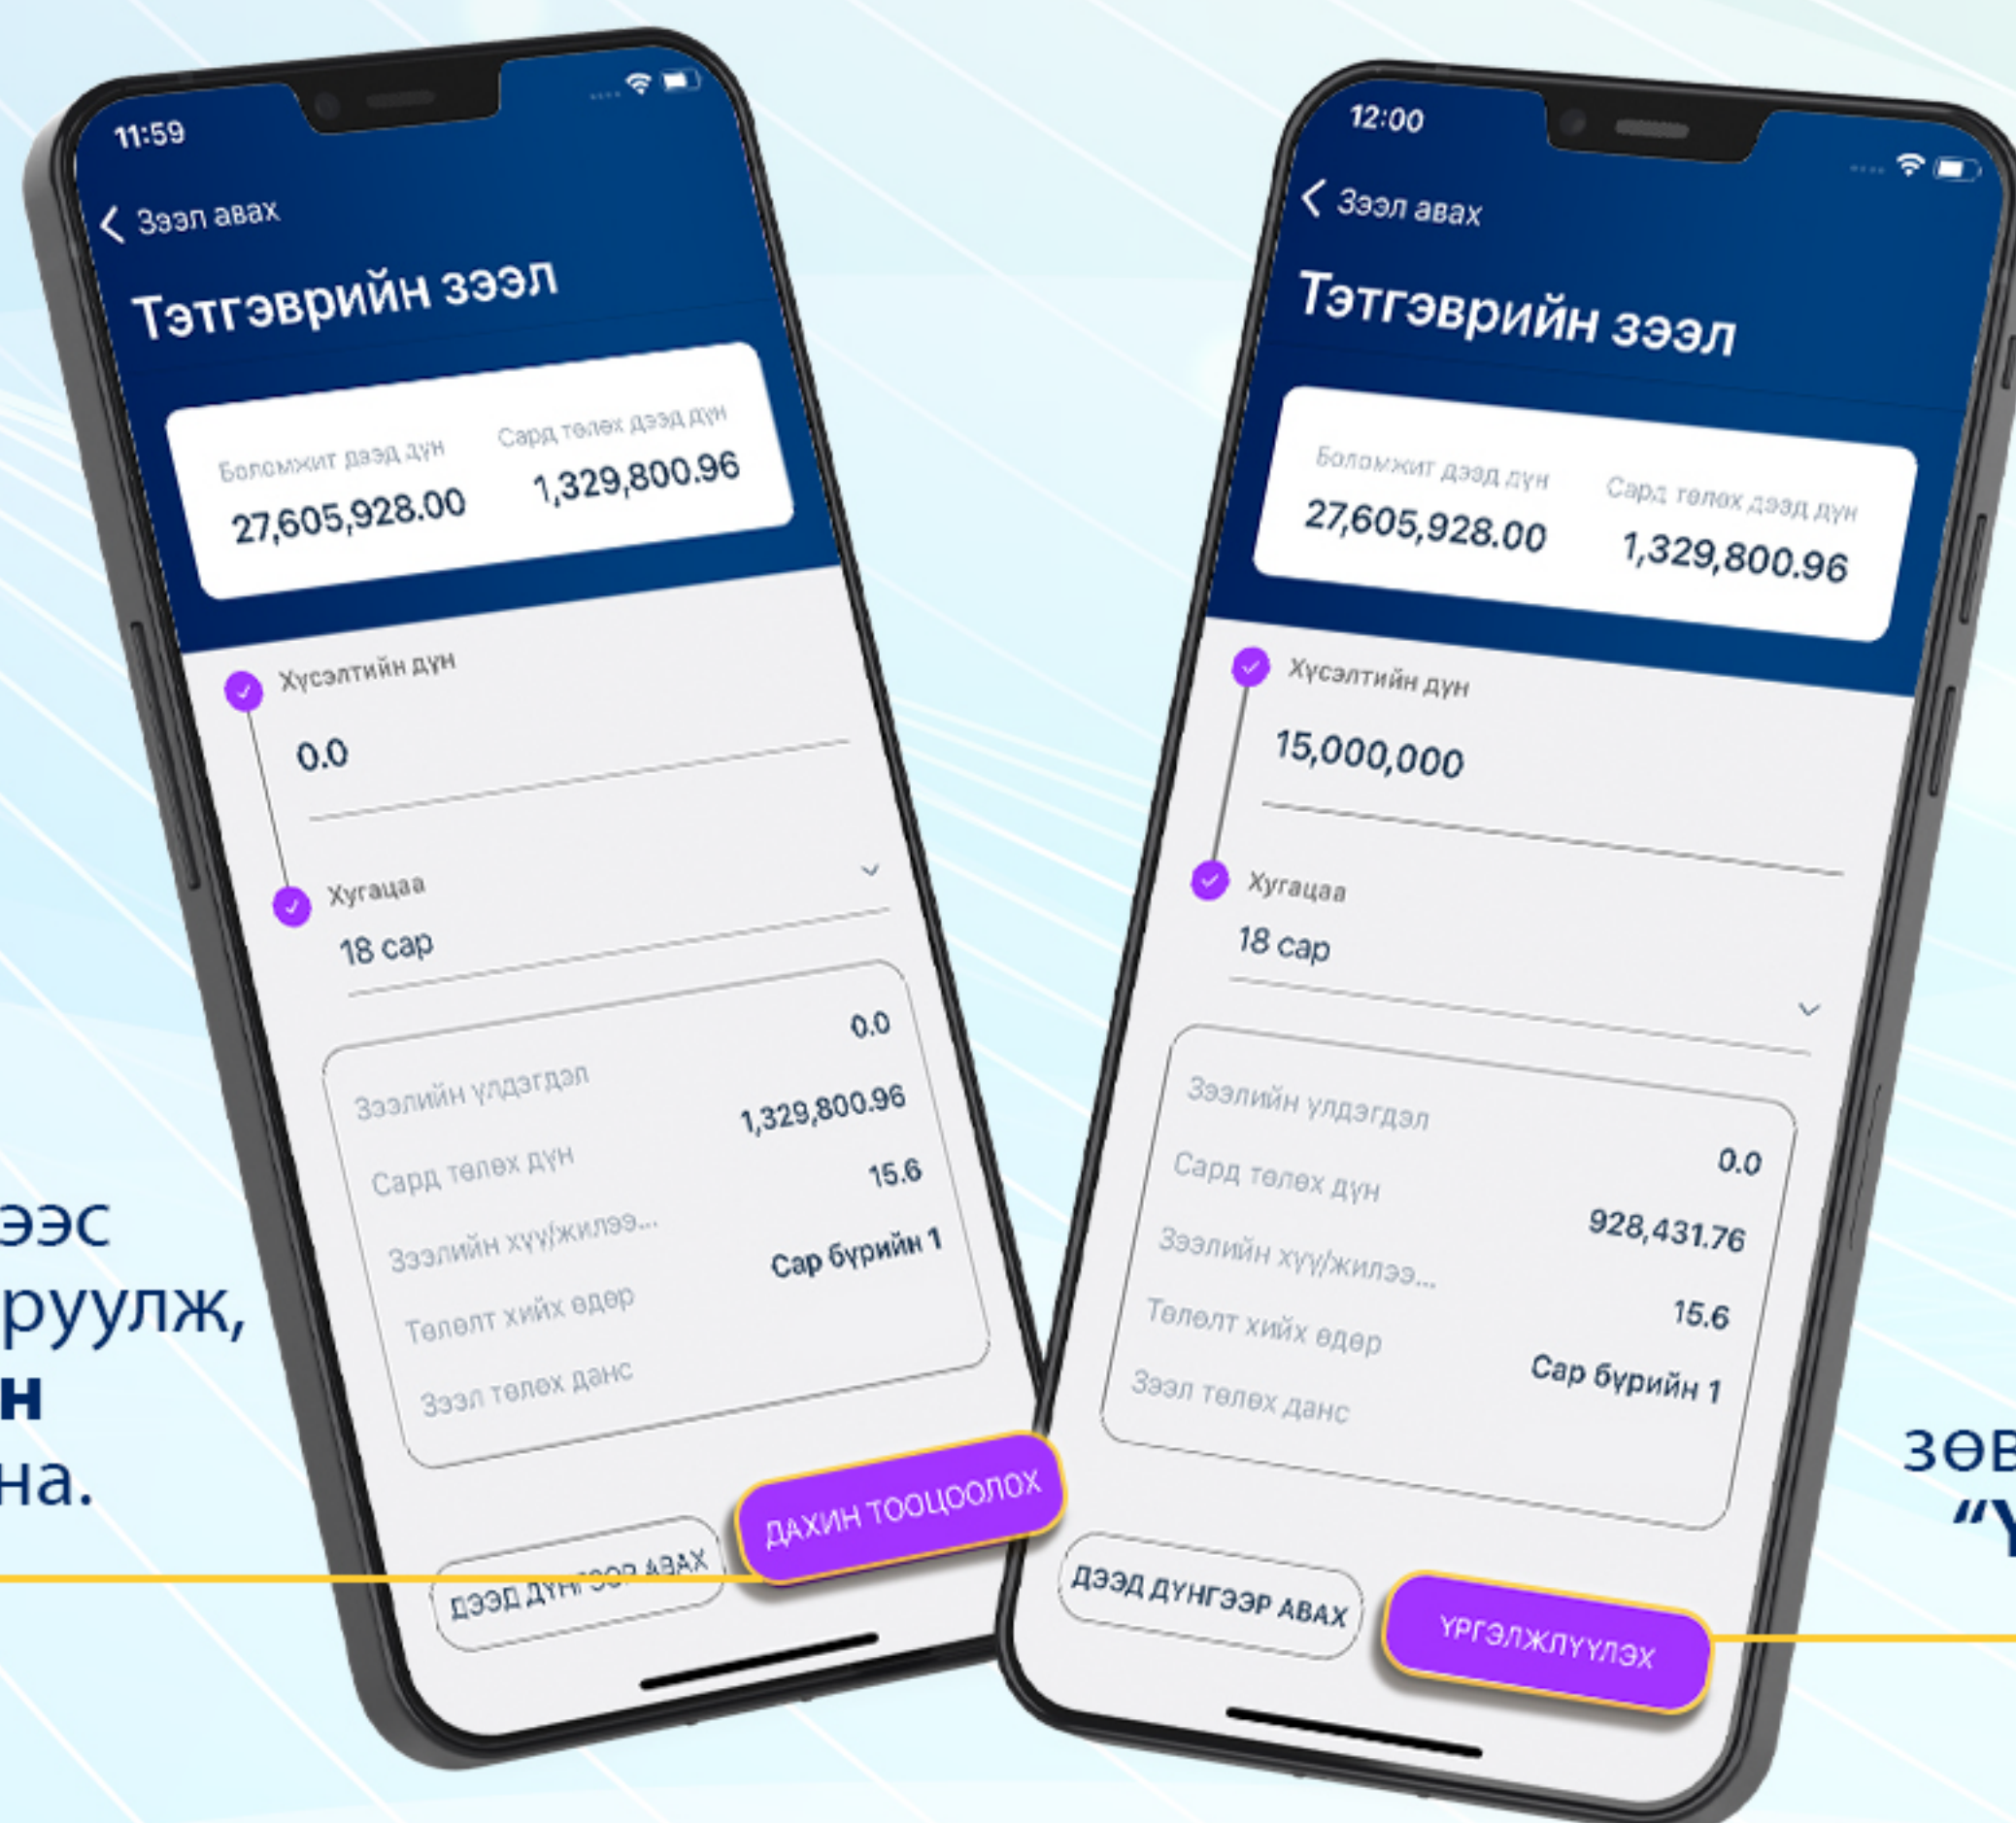 11:59
Зээл авах
Тэтгэврийн зээл
Боломжит дээд дүн
Сард төлөх дээд дүн
27,605,928.00
1,329,800.96
Хүсэлтийн дүн
0.0
Хугацаа
18 сар
Зээлийн үлдэгдэл
0.0
Сард төлөх дүн
1,329,800.96
Зээлийн хүү/жилээ...
15.6
Төлөлт хийх өдөр
Сар бүрийн 1
Зээл төлөх данс
ДЭЭД ДҮНГЭЭР АВАХ
ДАХИН ТООЦООЛОХ
ээс
руулж,
н
на.
12:00
Зээл авах
Тэтгэврийн зээл
Боломжит дээд дүн
Сард төлөх дээд дүн
27,605,928.00
1,329,800.96
Хүсэлтийн дүн
15,000,000
Хугацаа
18 сар
Зээлийн үлдэгдэл
0.0
Сард төлөх дүн
928,431.76
Зээлийн хүү/жилээ...
15.6
Төлөлт хийх өдөр
Сар бүрийн 1
Зээл төлөх данс
ДЭЭД ДҮНГЭЭР АВАХ
ҮРГЭЛЖЛҮҮЛЭХ
зөв
“Ү